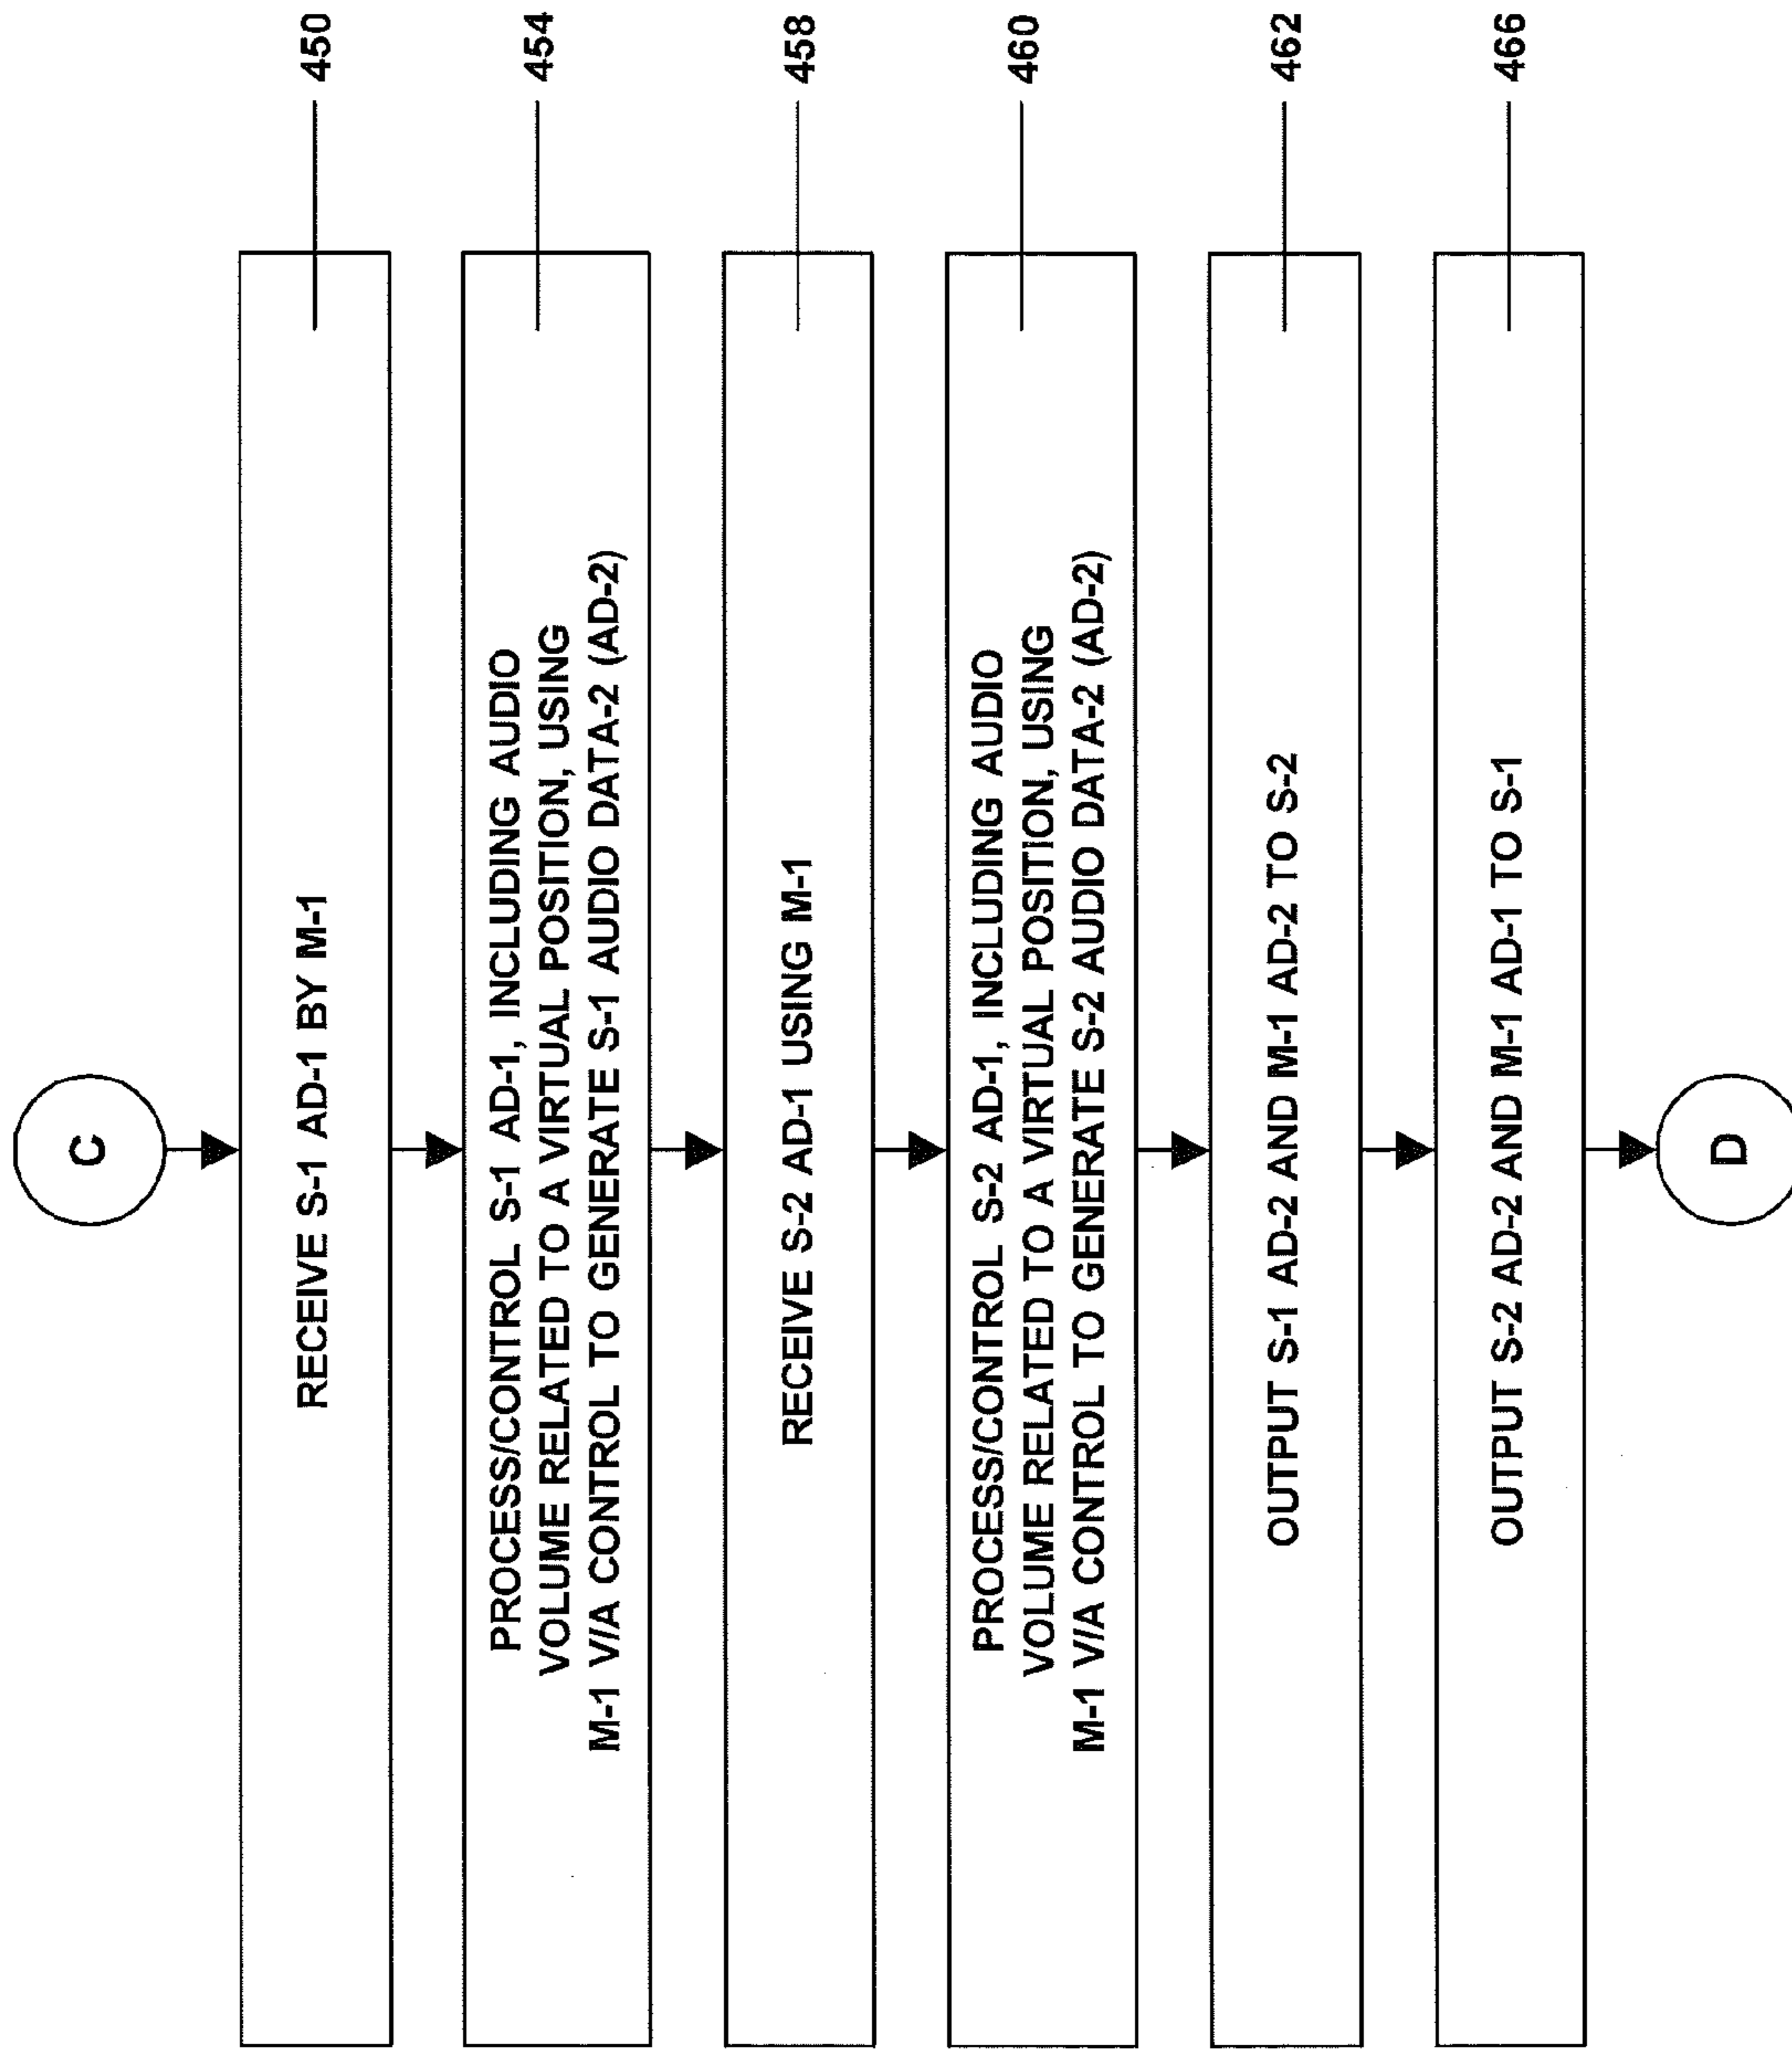 C
RECEIVE S-1 AD-1 BY M-1
450
PROCESS/CONTROL S-1 AD-1, INCLUDING AUDIO
VOLUME RELATED TO A VIRTUAL POSITION, USING
M-1 V/A CONTROL TO GENERATE S-1 AUDIO DATA-2 (AD-2)
454
RECEIVE S-2 AD-1 USING M-1
458
PROCESS/CONTROL S-2 AD-1, INCLUDING AUDIO
VOLUME RELATED TO A VIRTUAL POSITION, USING
M-1 V/A CONTROL TO GENERATE S-2 AUDIO DATA-2 (AD-2)
460
OUTPUT S-1 AD-2 AND M-1 AD-2 TO S-2
462
OUTPUT S-2 AD-2 AND M-1 AD-1 TO S-1
466
D